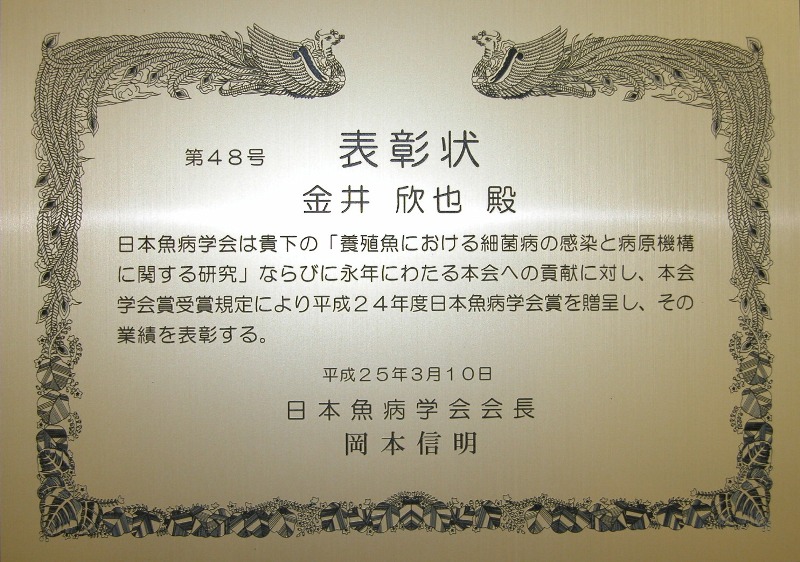 第４８号
表彰状
金井 欣也 殿
日本魚病学会は貴下の「養殖魚における細菌病の感染と病原機構
に関する研究」ならびに永年にわたる本会への貢献に対し、本会
学会賞受賞規定により平成２４年度日本魚病学会賞を贈呈し、その
業績を表彰する。
平成２５年３月１０日
日本魚病学会会長
岡本信明